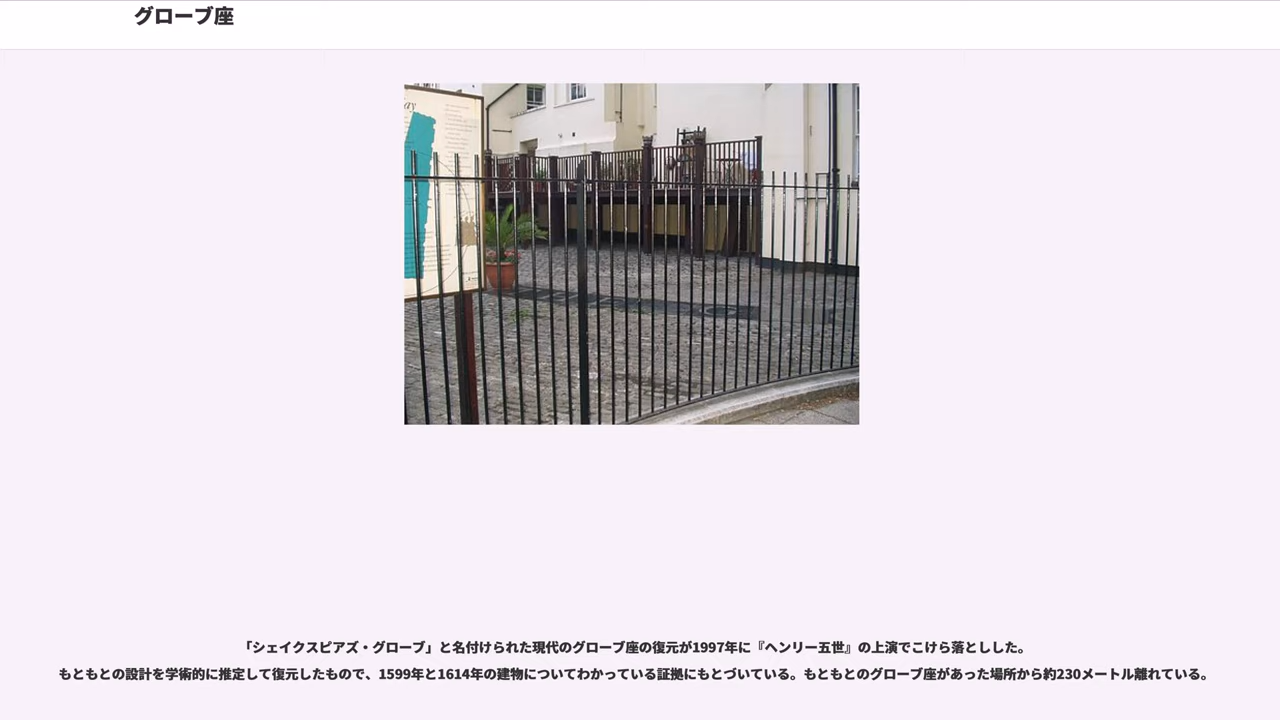 グローブ座
ay
「シェイクスピアズ・グローブ」と名付けられた現代のグローブ座の復元が1997年に『ヘンリー五世』の上演でこけら落としした。
もともとの設計を学術的に推定して復元したもので、1599年と1614年の建物についてわかっている証拠にもとづいている。もともとのグローブ座があった場所から約230メートル離れている。